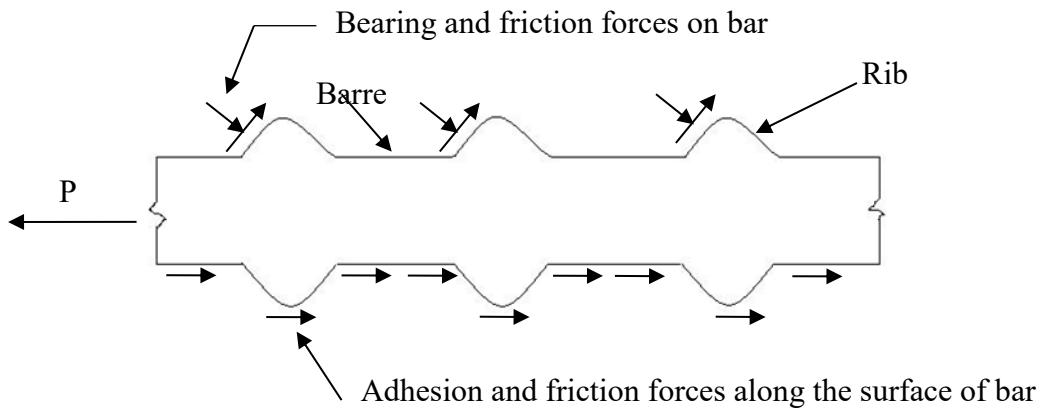 Bearing and friction forces on bar
Rib
Barre
P
Adhesion and friction forces along the surface of bar